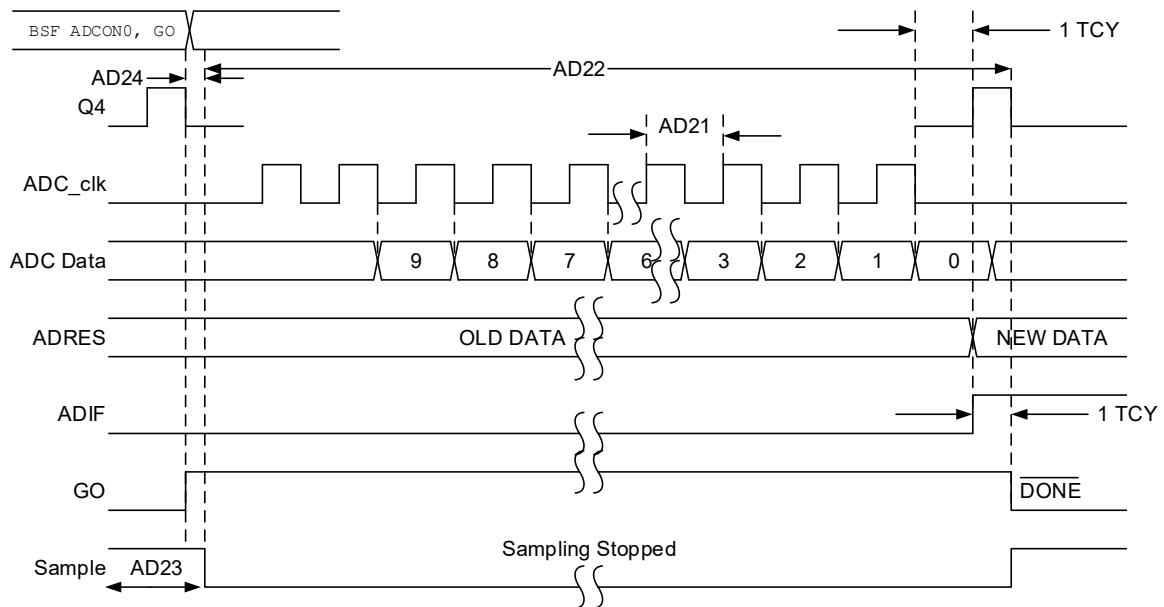 BSF ADCON0, GO
1 TCY
AD24
AD22
Q4
AD21
ADC_clk
ADC Data
9 8 7 6 3 2 1 0
ADRES
OLD DATA
NEW DATA
ADIF
1 TCY
GO
DONE
Sample
AD23
Sampling Stopped